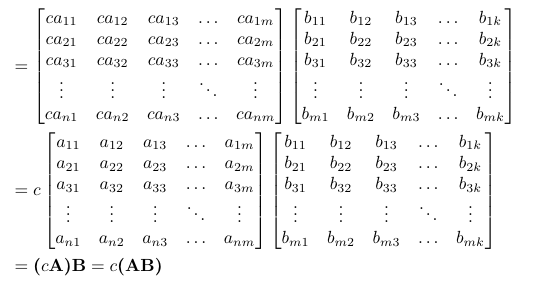 = [ca₁₁ ca₁₂ ca₁₃ … ca₁ₘ] [b₁₁ b₁₂ b₁₃ … b₁ₖ]
ca₂₁ ca₂₂ ca₂₃ … ca₂ₘ b₂₁ b₂₂ b₂₃ … b₂ₖ
ca₃₁ ca₃₂ ca₃₃ … ca₃ₘ b₃₁ b₃₂ b₃₃ … b₃ₖ
⋮ ⋮ ⋮ ⋱ ⋮ ⋮ ⋮ ⋮ ⋱ ⋮
caₙ₁ caₙ₂ caₙ₃ … caₙₘ bₘ₁ bₘ₂ bₘ₃ … bₘₖ
= c [a₁₁ a₁₂ a₁₃ … a₁ₘ] [b₁₁ b₁₂ b₁₃ … b₁ₖ]
a₂₁ a₂₂ a₂₃ … a₂ₘ b₂₁ b₂₂ b₂₃ … b₂ₖ
a₃₁ a₃₂ a₃₃ … a₃ₘ b₃₁ b₃₂ b₃₃ … b₃ₖ
⋮ ⋮ ⋮ ⋱ ⋮ ⋮ ⋮ ⋮ ⋱ ⋮
aₙ₁ aₙ₂ aₙ₃ … aₙₘ bₘ₁ bₘ₂ bₘ₃ … bₘₖ
= (cA)B = c(AB)